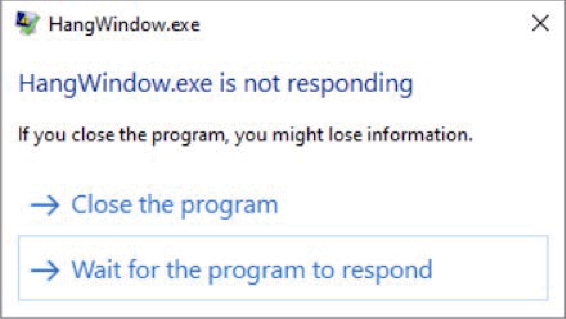 HangWindow.exe
HangWindow.exe is not responding
If you close the program, you might lose information.
Close the program
Wait for the program to respond